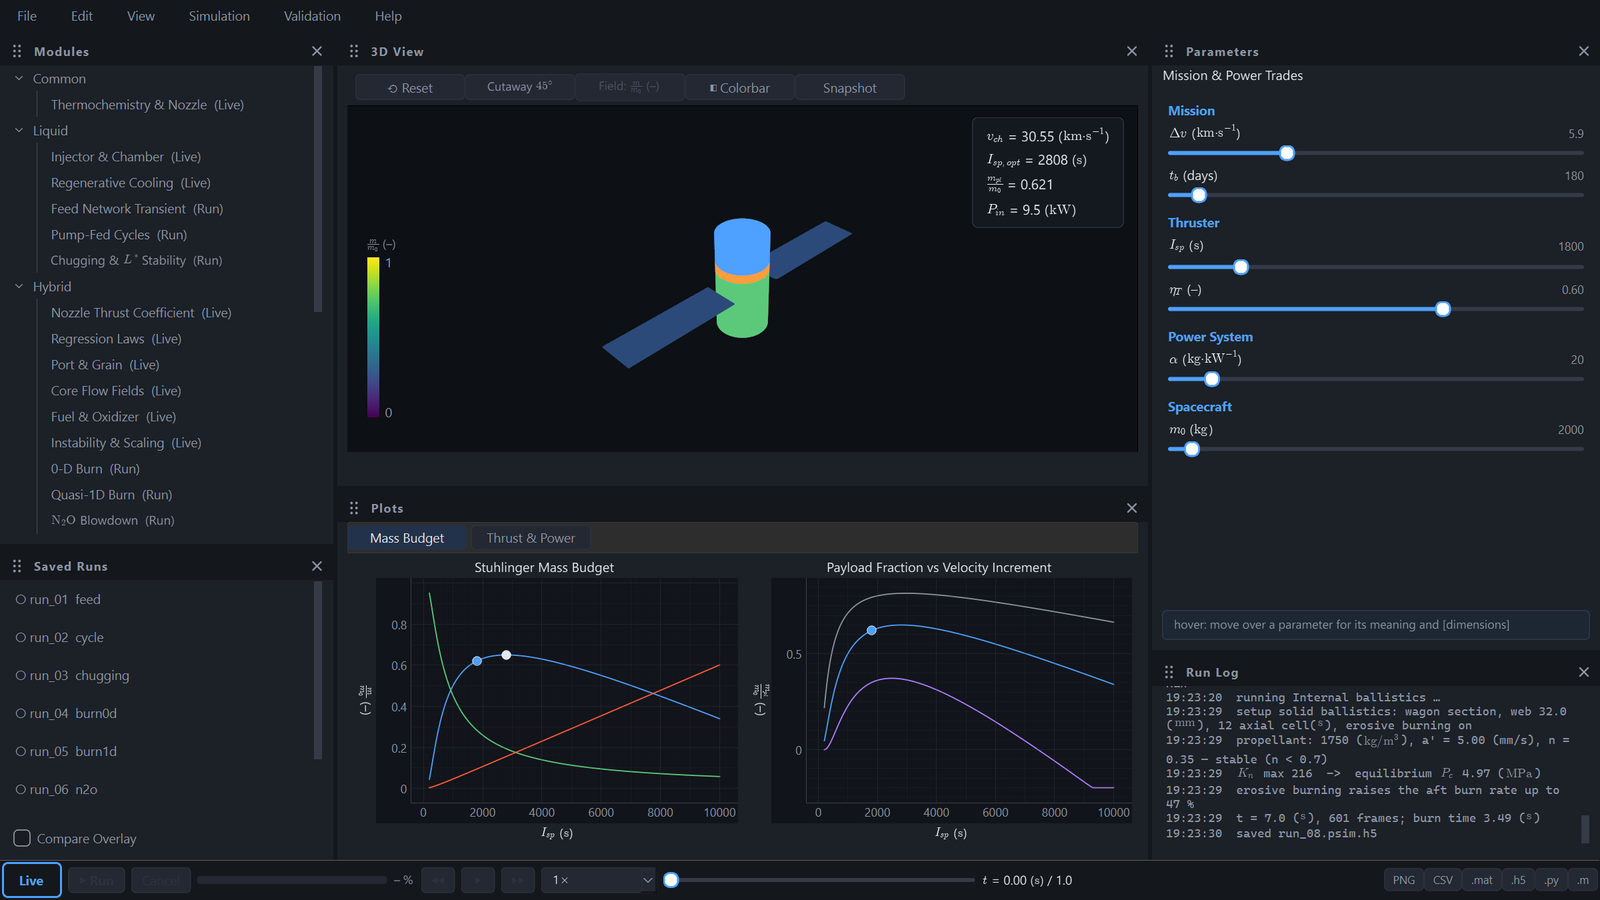 File Edit View Simulation Validation Help
Modules
Common
Thermochemistry & Nozzle (Live)
Liquid
Injector & Chamber (Live)
Regenerative Cooling (Live)
Feed Network Transient (Run)
Pump-Fed Cycles (Run)
Chugging & L* Stability (Run)
Hybrid
Nozzle Thrust Coefficient (Live)
Regression Laws (Live)
Port & Grain (Live)
Core Flow Fields (Live)
Fuel & Oxidizer (Live)
Instability & Scaling (Live)
0-D Burn (Run)
Quasi-1D Burn (Run)
N₂O Blowdown (Run)
Saved Runs
run_01 feed
run_02 cycle
run_03 chugging
run_04 burn0d
run_05 burn1d
run_06 n2o
Compare Overlay
3D View
⟲ Reset
Cutaway 45°
Field: m/m₀ (–)
Colorbar
Snapshot
v_ch = 30.55 (km·s⁻¹)
I_sp,opt = 2808 (s)
m_pl/m₀ = 0.621
P_in = 9.5 (kW)
m/m₀ (–)
1
0
Plots
Mass Budget
Thrust & Power
Stuhlinger Mass Budget
0.8
0.6
0.4
0.2
0
m/m₀ (–)
0 2000 4000 6000 8000 10000
I_sp (s)
Payload Fraction vs Velocity Increment
0.5
0
m_pl/m₀ (–)
0 2000 4000 6000 8000 10000
I_sp (s)
Parameters
Mission & Power Trades
Mission
Δv (km·s⁻¹) 5.9
t_b (days) 180
Thruster
I_sp (s) 1800
η_T (–) 0.60
Power System
α (kg·kW⁻¹) 20
Spacecraft
m₀ (kg) 2000
hover: move over a parameter for its meaning and [dimensions]
Run Log
19:23:20 running Internal ballistics …
19:23:29 setup solid ballistics: wagon section, web 32.0
(mm), 12 axial cell(s), erosive burning on
19:23:29 propellant: 1750 (kg/m³), a' = 5.00 (mm/s), n =
0.35 — stable (n < 0.7)
19:23:29 K_n max 216 -> equilibrium P_c 4.97 (MPa)
19:23:29 erosive burning raises the aft burn rate up to
47 %
19:23:29 t = 7.0 (s), 601 frames; burn time 3.49 (s)
19:23:30 saved run_08.psim.h5
Live
Run
Cancel
– %
1×
t = 0.00 (s) / 1.0
PNG CSV .mat .h5 .py .m